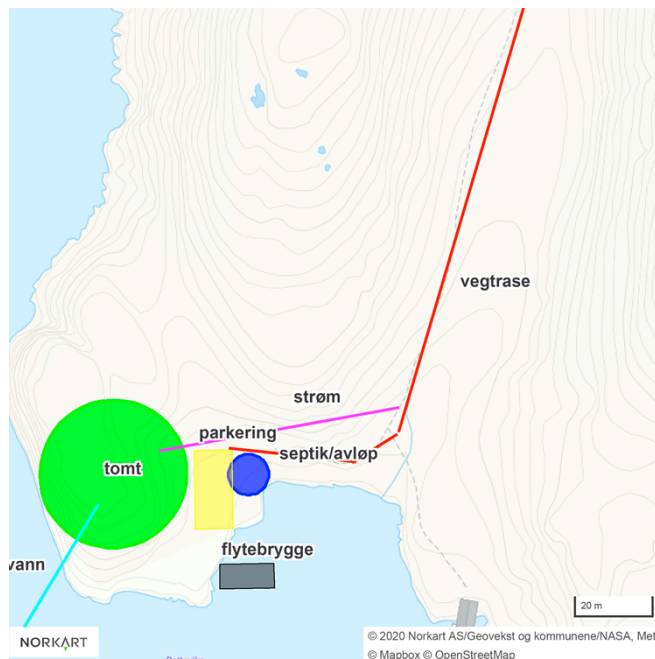 vegtrase
strøm
parkering
septik/avløp
tomt
vann
flytebrygge
20 m
NORKART
© 2020 Norkart AS/Geovekst og kommunene/NASA, Met
© Mapbox © OpenStreetMap